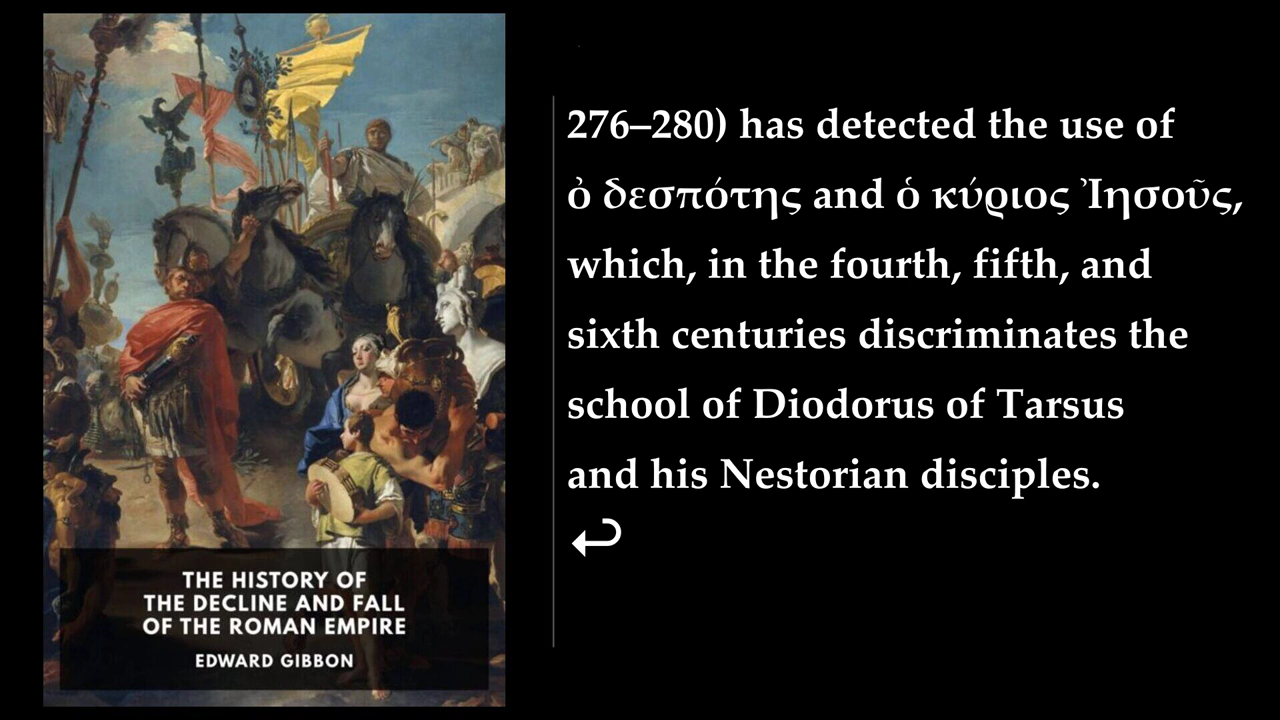 THE HISTORY OF
THE DECLINE AND FALL
OF THE ROMAN EMPIRE
EDWARD GIBBON
276–280) has detected the use of
ὀ δεσπότης and ὁ κύριος Ἰησοῦς,
which, in the fourth, fifth, and
sixth centuries discriminates the
school of Diodorus of Tarsus
and his Nestorian disciples.
↩